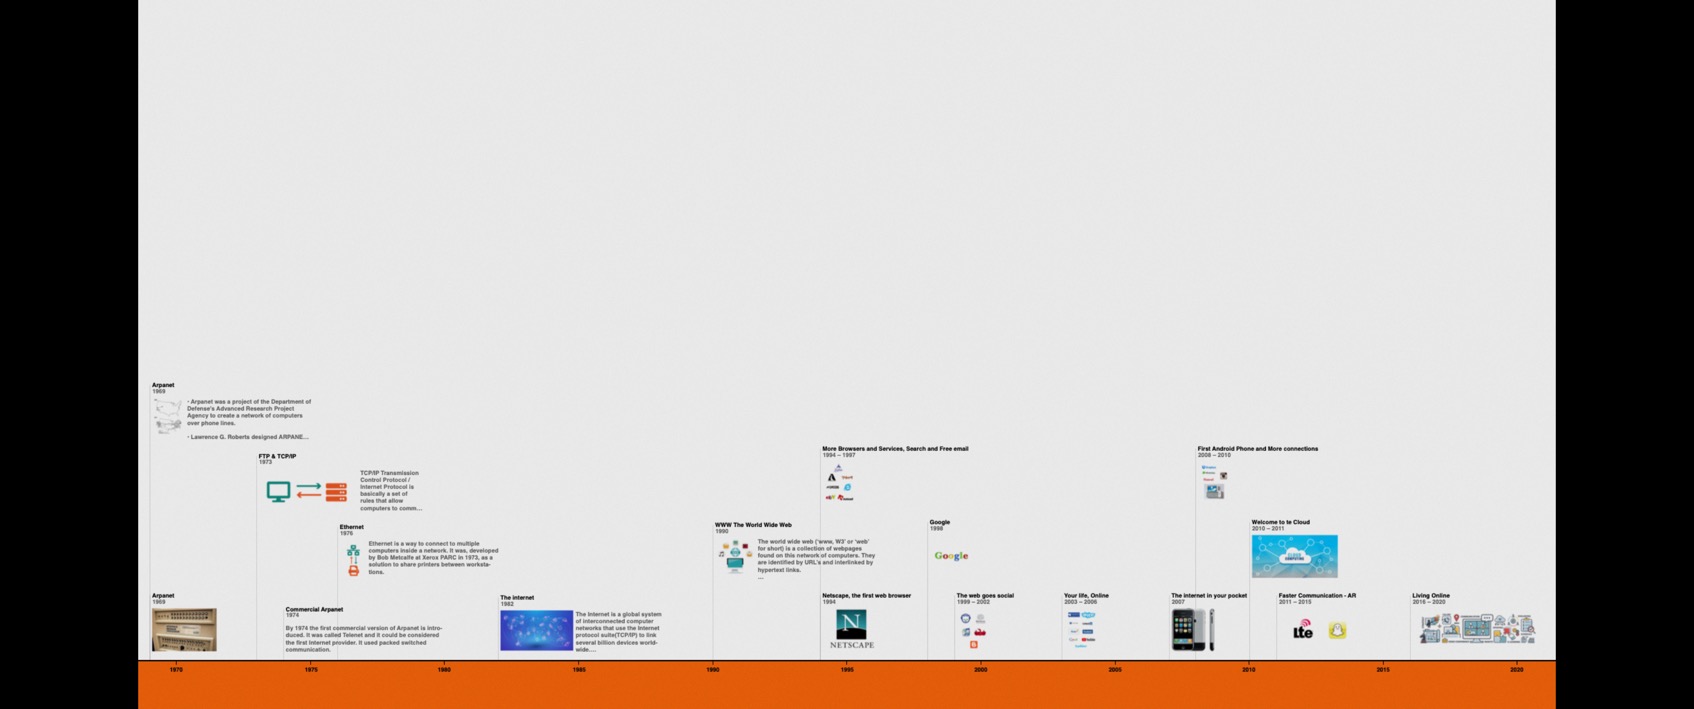 Arpanet
1969
- Arpanet was a project of the Department of
Defense's Advanced Research Project
Agency to create a network of computers
over phone lines.
- Lawrence G. Roberts designed ARPANE...
FTP & TCP/IP
1973
TCP/IP Transmission
Control Protocol /
Internet Protocol is
basically a set of
rules that allow
computers to comm...
Ethernet
1976
Ethernet is a way to connect to multiple
computers inside a network. It was, developed
by Bob Metcalfe at Xerox PARC in 1973, as a
solution to share printers between worksta-
tions.
Arpanet
1969
Commercial Arpanet
1974
By 1974 the first commercial version of Arpanet is intro-
duced. It was called Telenet and it could be considered
the first Internet provider. It used packet switched
communication.
The internet
1982
The Internet is a global system
of interconnected computer
networks that use the Internet
protocol suite(TCP/IP) to link
several billion devices world-
wide....
WWW The World Wide Web
1990
The world wide web ('www, W3' or 'web'
for short) is a collection of webpages
found on this network of computers. They
are identified by URL's and interlinked by
hypertext links.
...
More Browsers and Services, Search and Free email
1994 – 1997
Netscape, the first web browser
1994
N
NETSCAPE
Google
1998
Google
The web goes social
1999 – 2002
Your life, Online
2003 – 2006
First Android Phone and More connections
2008 – 2010
The internet in your pocket
2007
Welcome to te Cloud
2010 – 2011
CLOUD
COMPUTING
Faster Communication - AR
2011 – 2015
Lte
Living Online
2016 – 2020
1970
1975
1980
1985
1990
1995
2000
2005
2010
2015
2020